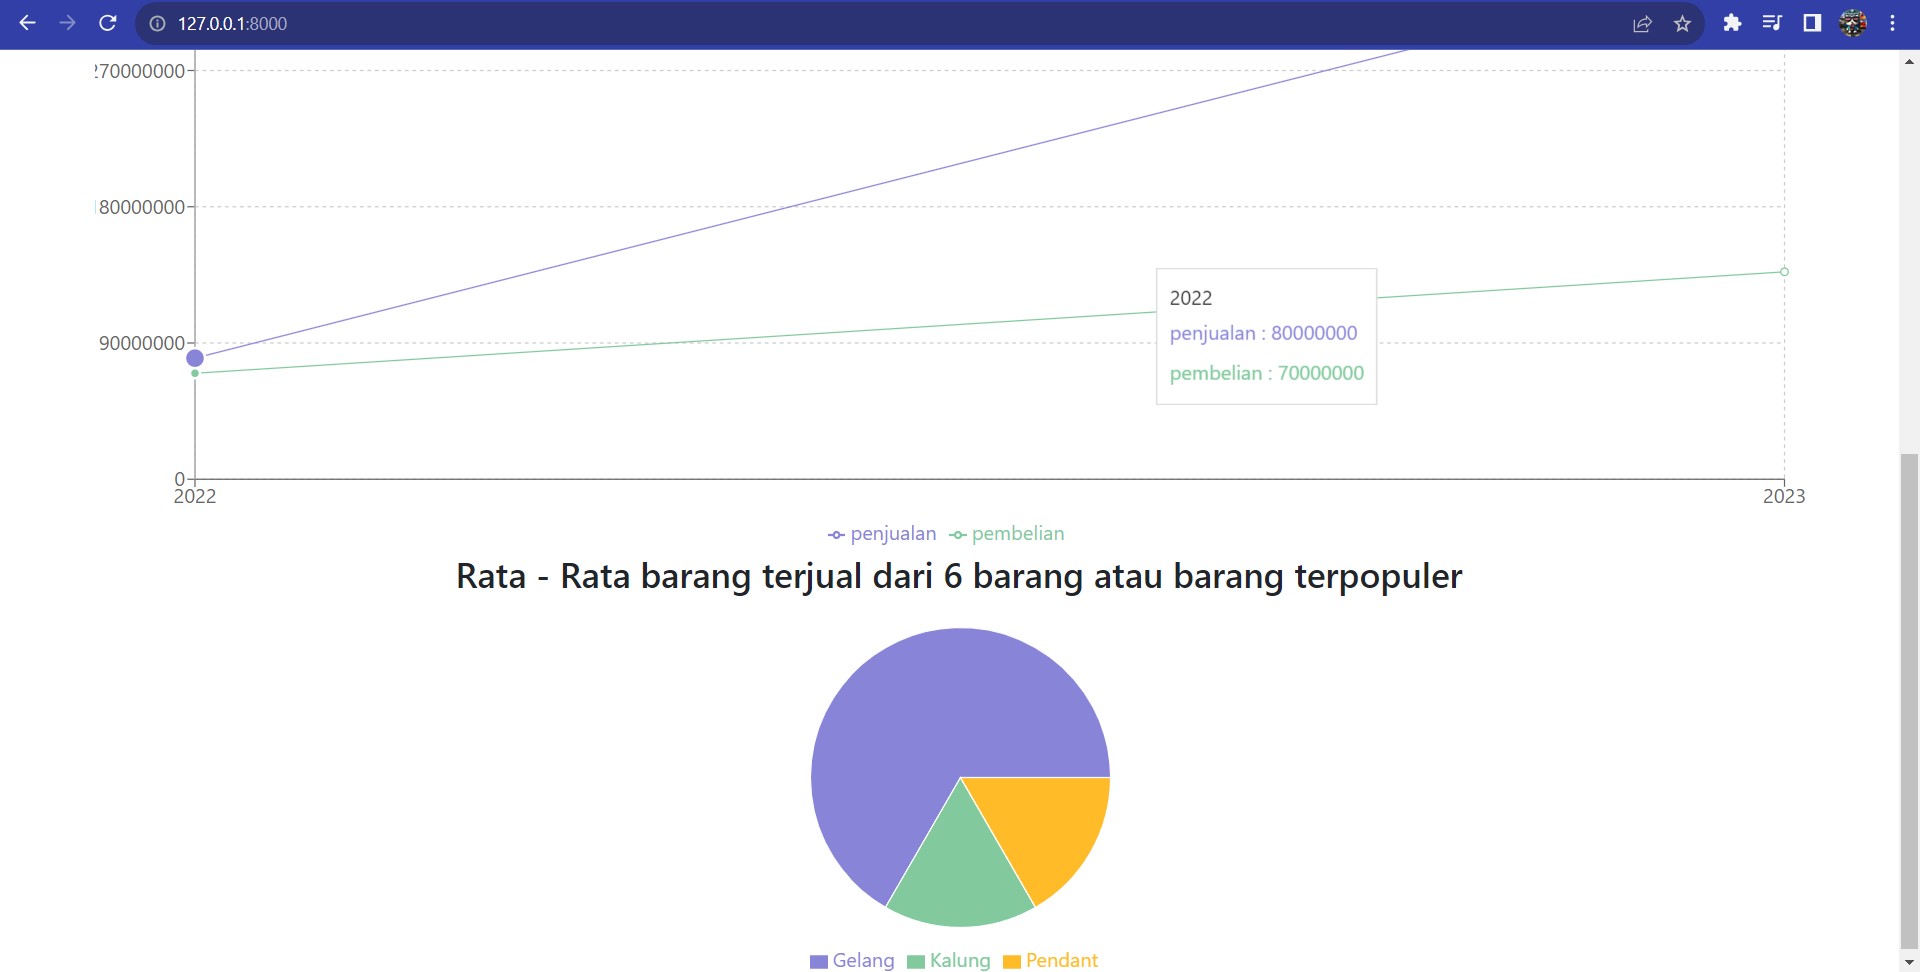 127.0.0.1:8000
270000000
180000000
90000000
0
2022
penjualan : 80000000
pembelian : 70000000
2022 2023
penjualan pembelian
Rata - Rata barang terjual dari 6 barang atau barang terpopuler
Gelang Kalung Pendant